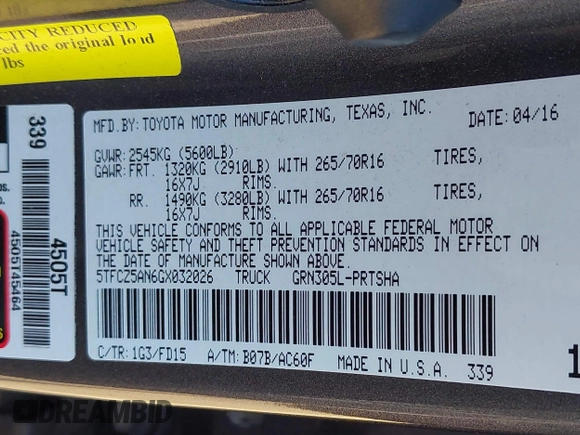 CITY REDUCED
ced the original load
lbs
339
4505T
4505145464
MFD.BY:TOYOTA MOTOR MANUFACTURING, TEXAS, INC. DATE:04/16
GVWR:2545KG (5600LB)
GAWR:FRT. 1320KG (2910LB) WITH 265/70R16 TIRES,
16X7J RIMS.
RR. 1490KG (3280LB) WITH 265/70R16 TIRES,
16X7J RIMS.
THIS VEHICLE CONFORMS TO ALL APPLICABLE FEDERAL MOTOR
VEHICLE SAFETY AND THEFT PREVENTION STANDARDS IN EFFECT ON
THE DATE OF MANUFACTURE SHOWN ABOVE.
5TFCZ5AN6GX032026 TRUCK GRN305L-PRTSHA
C/TR:1G3/FD15 A/TM:B07B/AC60F MADE IN U.S.A. 339
DREAMBID